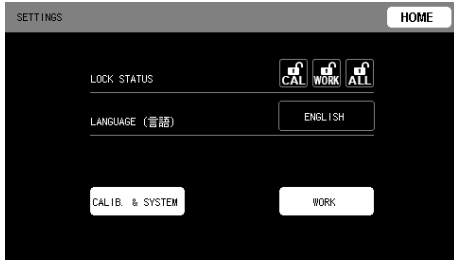 SETTINGS HOME
LOCK STATUS CAL WORK ALL
LANGUAGE (言語) ENGLISH
CALIB. & SYSTEM WORK